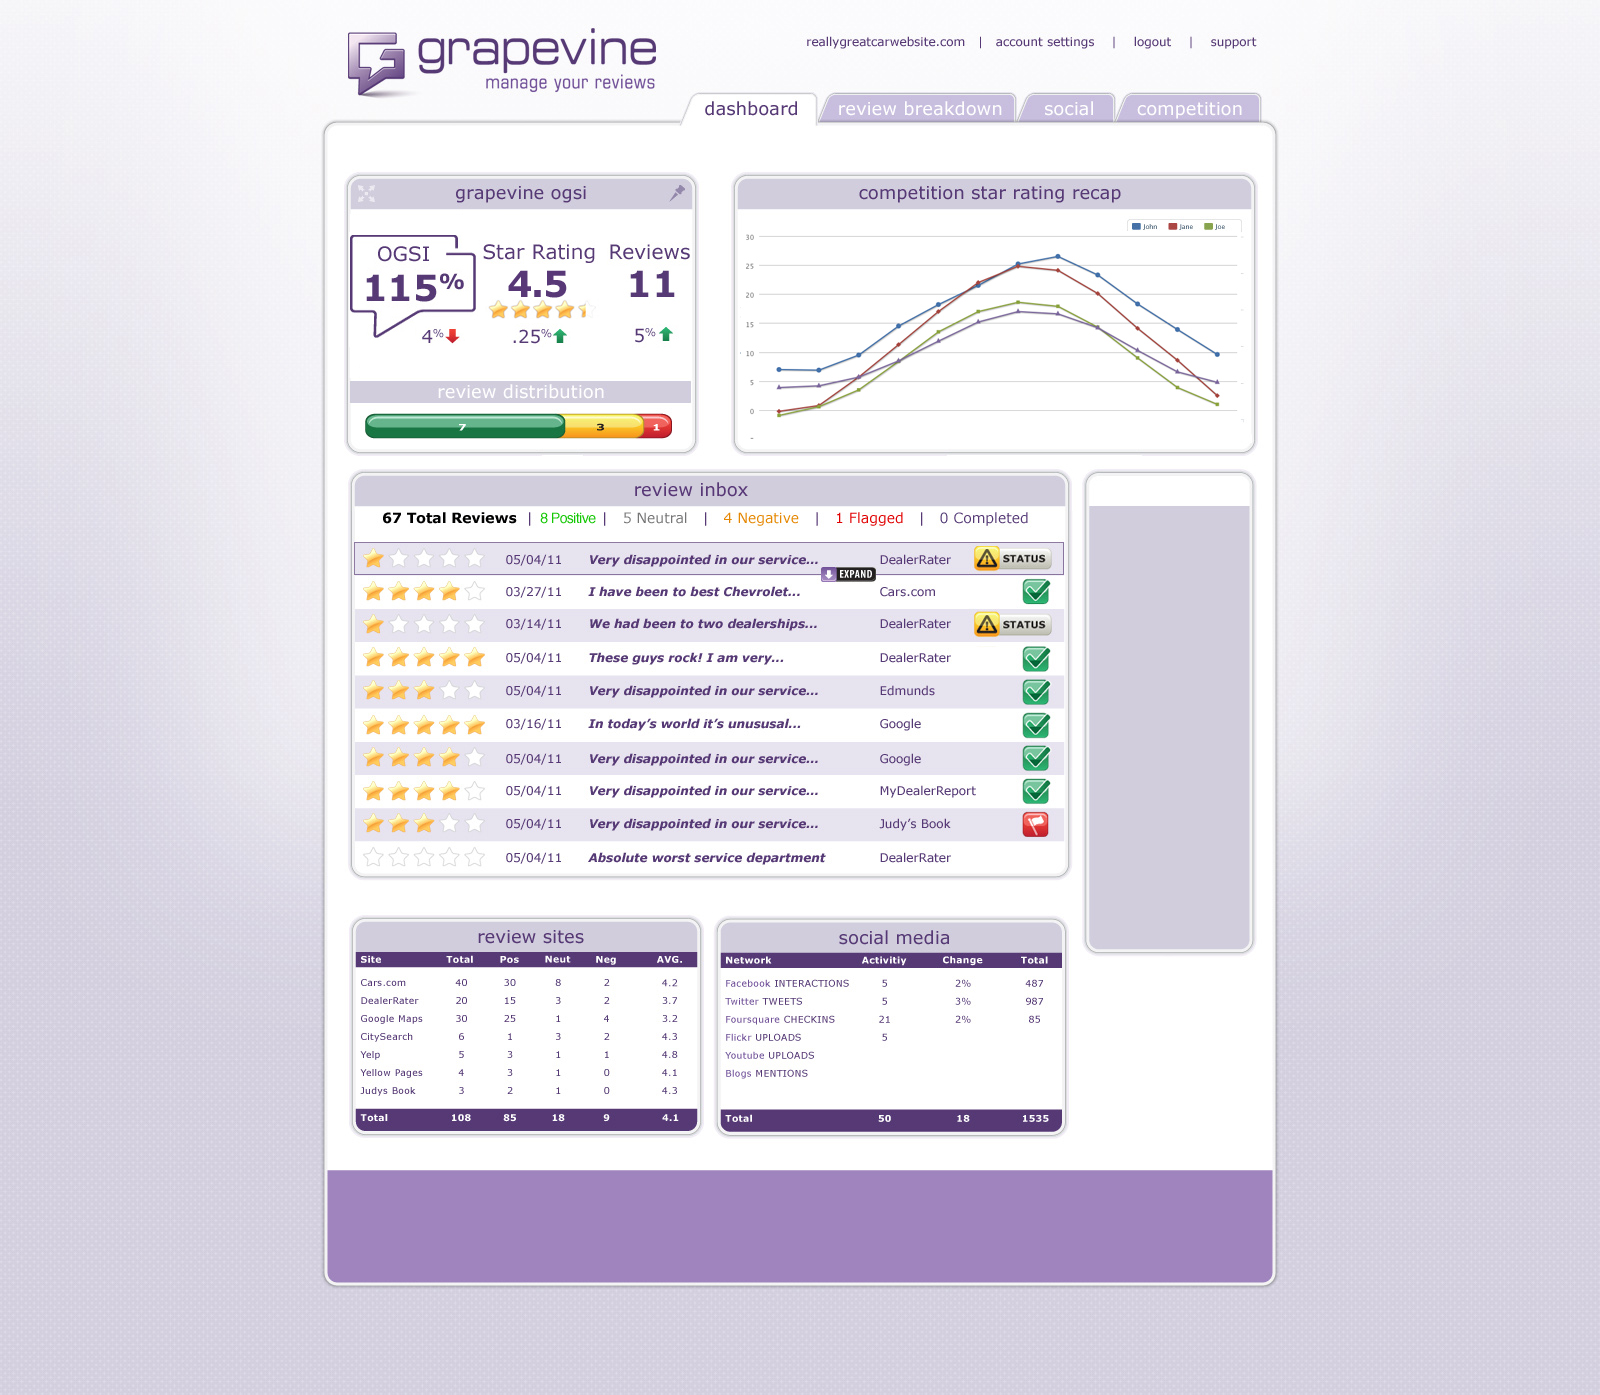 grapevine
manage your reviews
reallygreatcarwebsite.com | account settings | logout | support
dashboard review breakdown social competition
grapevine ogsi
OGSI Star Rating Reviews
115% 4.5 11
4% .25% 5%
review distribution
7 3 1
competition star rating recap
John Jane Joe
30
25
20
15
10
5
0
review inbox
67 Total Reviews | 8 Positive | 5 Neutral | 4 Negative | 1 Flagged | 0 Completed
05/04/11 Very disappointed in our service... DealerRater STATUS
EXPAND
03/27/11 I have been to best Chevrolet... Cars.com
03/14/11 We had been to two dealerships... DealerRater STATUS
05/04/11 These guys rock! I am very... DealerRater
05/04/11 Very disappointed in our service... Edmunds
03/16/11 In today’s world it’s unususal... Google
05/04/11 Very disappointed in our service... Google
05/04/11 Very disappointed in our service... MyDealerReport
05/04/11 Very disappointed in our service... Judy’s Book
05/04/11 Absolute worst service department DealerRater
review sites
Site Total Pos Neut Neg AVG.
Cars.com 40 30 8 2 4.2
DealerRater 20 15 3 2 3.7
Google Maps 30 25 1 4 3.2
CitySearch 6 1 3 2 4.3
Yelp 5 3 1 1 4.8
Yellow Pages 4 3 1 0 4.1
Judys Book 3 2 1 0 4.3
Total 108 85 18 9 4.1
social media
Network Activitiy Change Total
Facebook INTERACTIONS 5 2% 487
Twitter TWEETS 5 3% 987
Foursquare CHECKINS 21 2% 85
Flickr UPLOADS 5
Youtube UPLOADS
Blogs MENTIONS
Total 50 18 1535